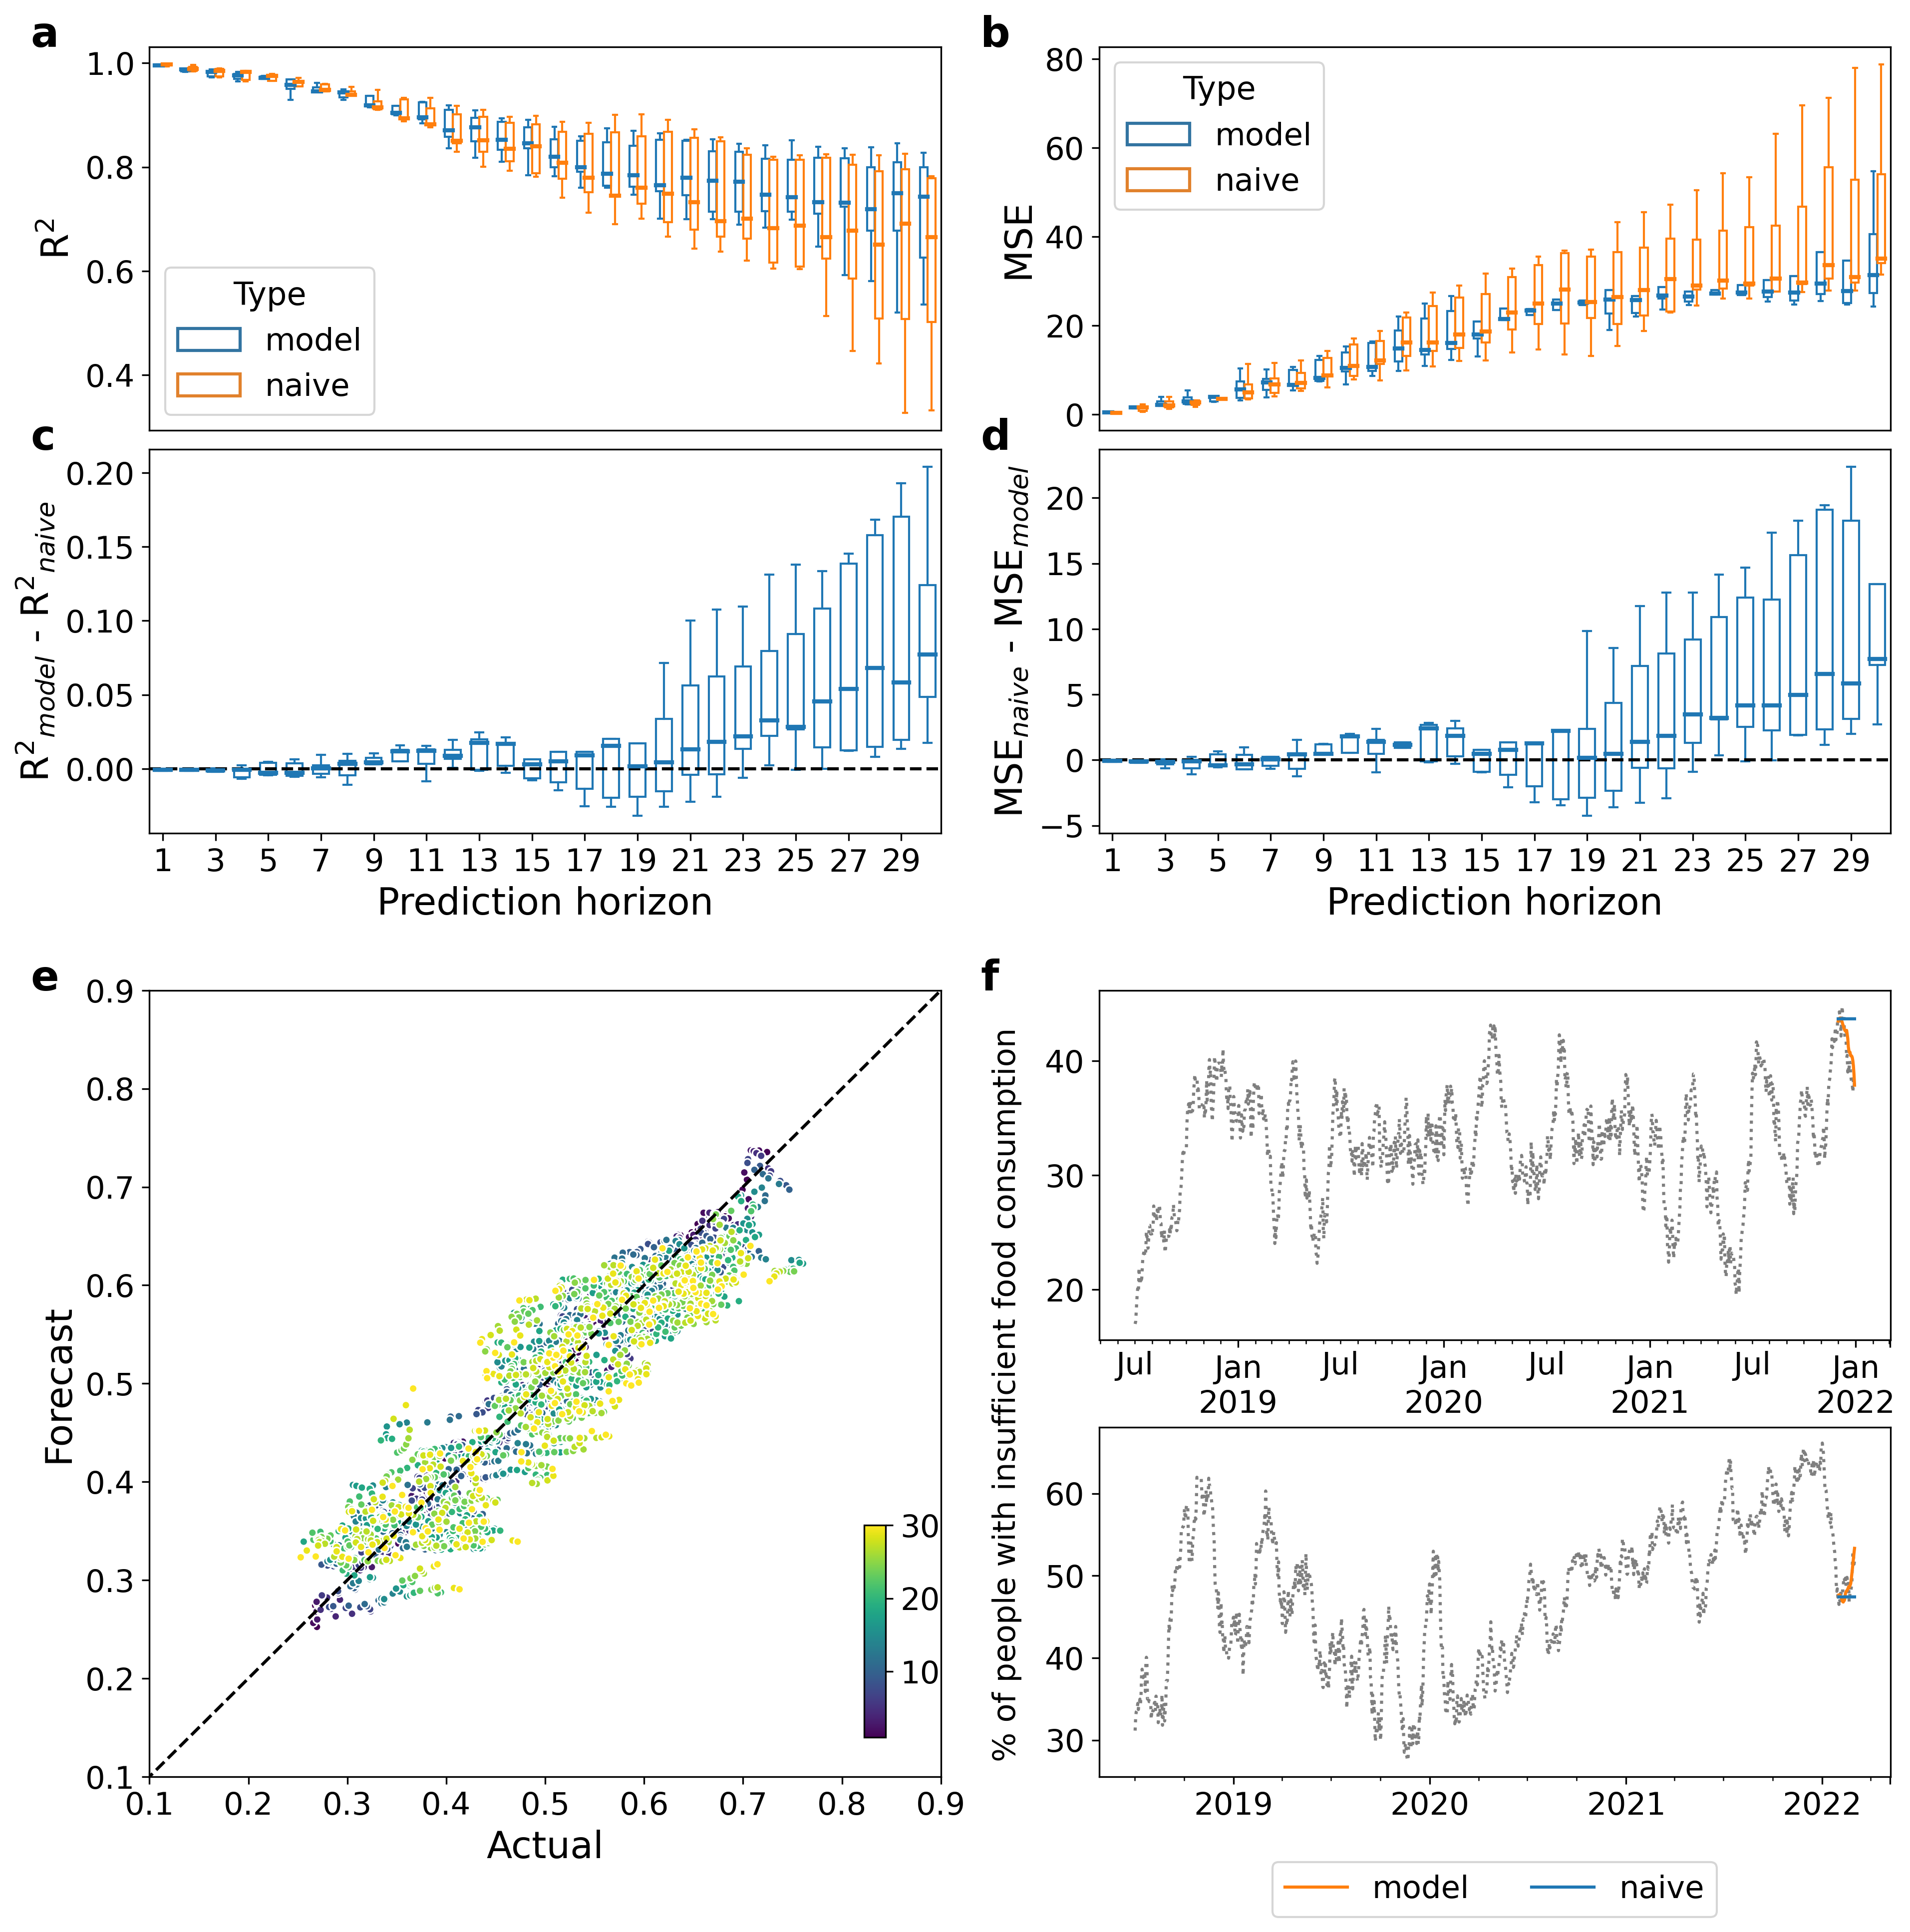 a
1.0
0.8
0.6
0.4
R²
Type
model
naive
b
80
60
40
20
0
MSE
Type
model
naive
c
0.20
0.15
0.10
0.05
0.00
R²model - R²naive
1 3 5 7 9 11 13 15 17 19 21 23 25 27 29
Prediction horizon
d
20
15
10
5
0
−5
MSEnaive - MSEmodel
1 3 5 7 9 11 13 15 17 19 21 23 25 27 29
Prediction horizon
e
0.9
0.8
0.7
0.6
0.5
0.4
0.3
0.2
0.1
Forecast
30
20
10
0.1 0.2 0.3 0.4 0.5 0.6 0.7 0.8 0.9
Actual
f
% of people with insufficient food consumption
40
30
20
Jul Jan Jul Jan Jul Jan Jul Jan
2019 2020 2021 2022
60
50
40
30
2019 2020 2021 2022
model naive